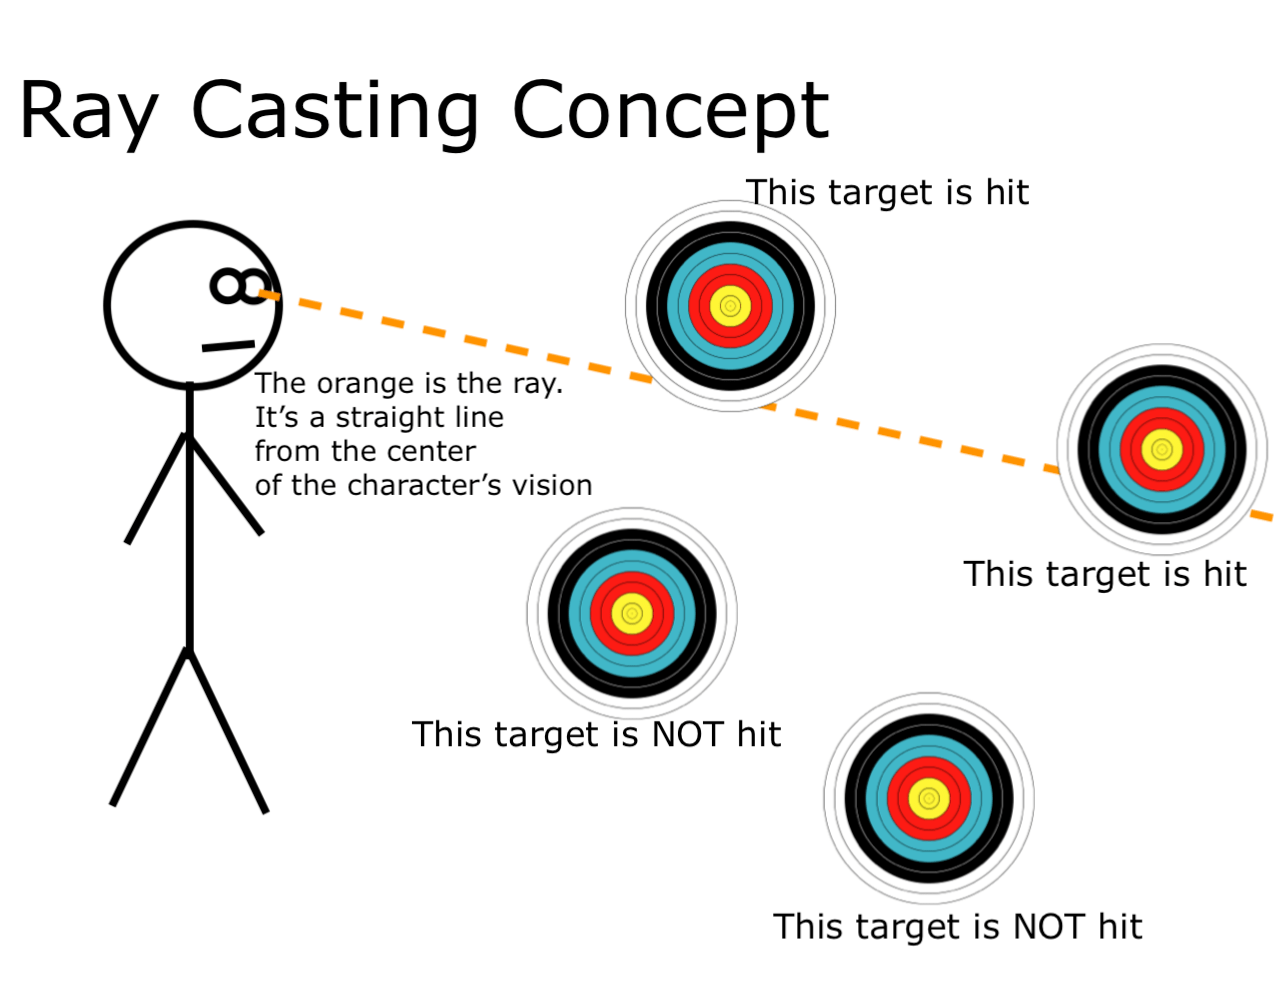 Ray Casting Concept
This target is hit
The orange is the ray.
It’s a straight line
from the center
of the character’s vision
This target is hit
This target is NOT hit
This target is NOT hit